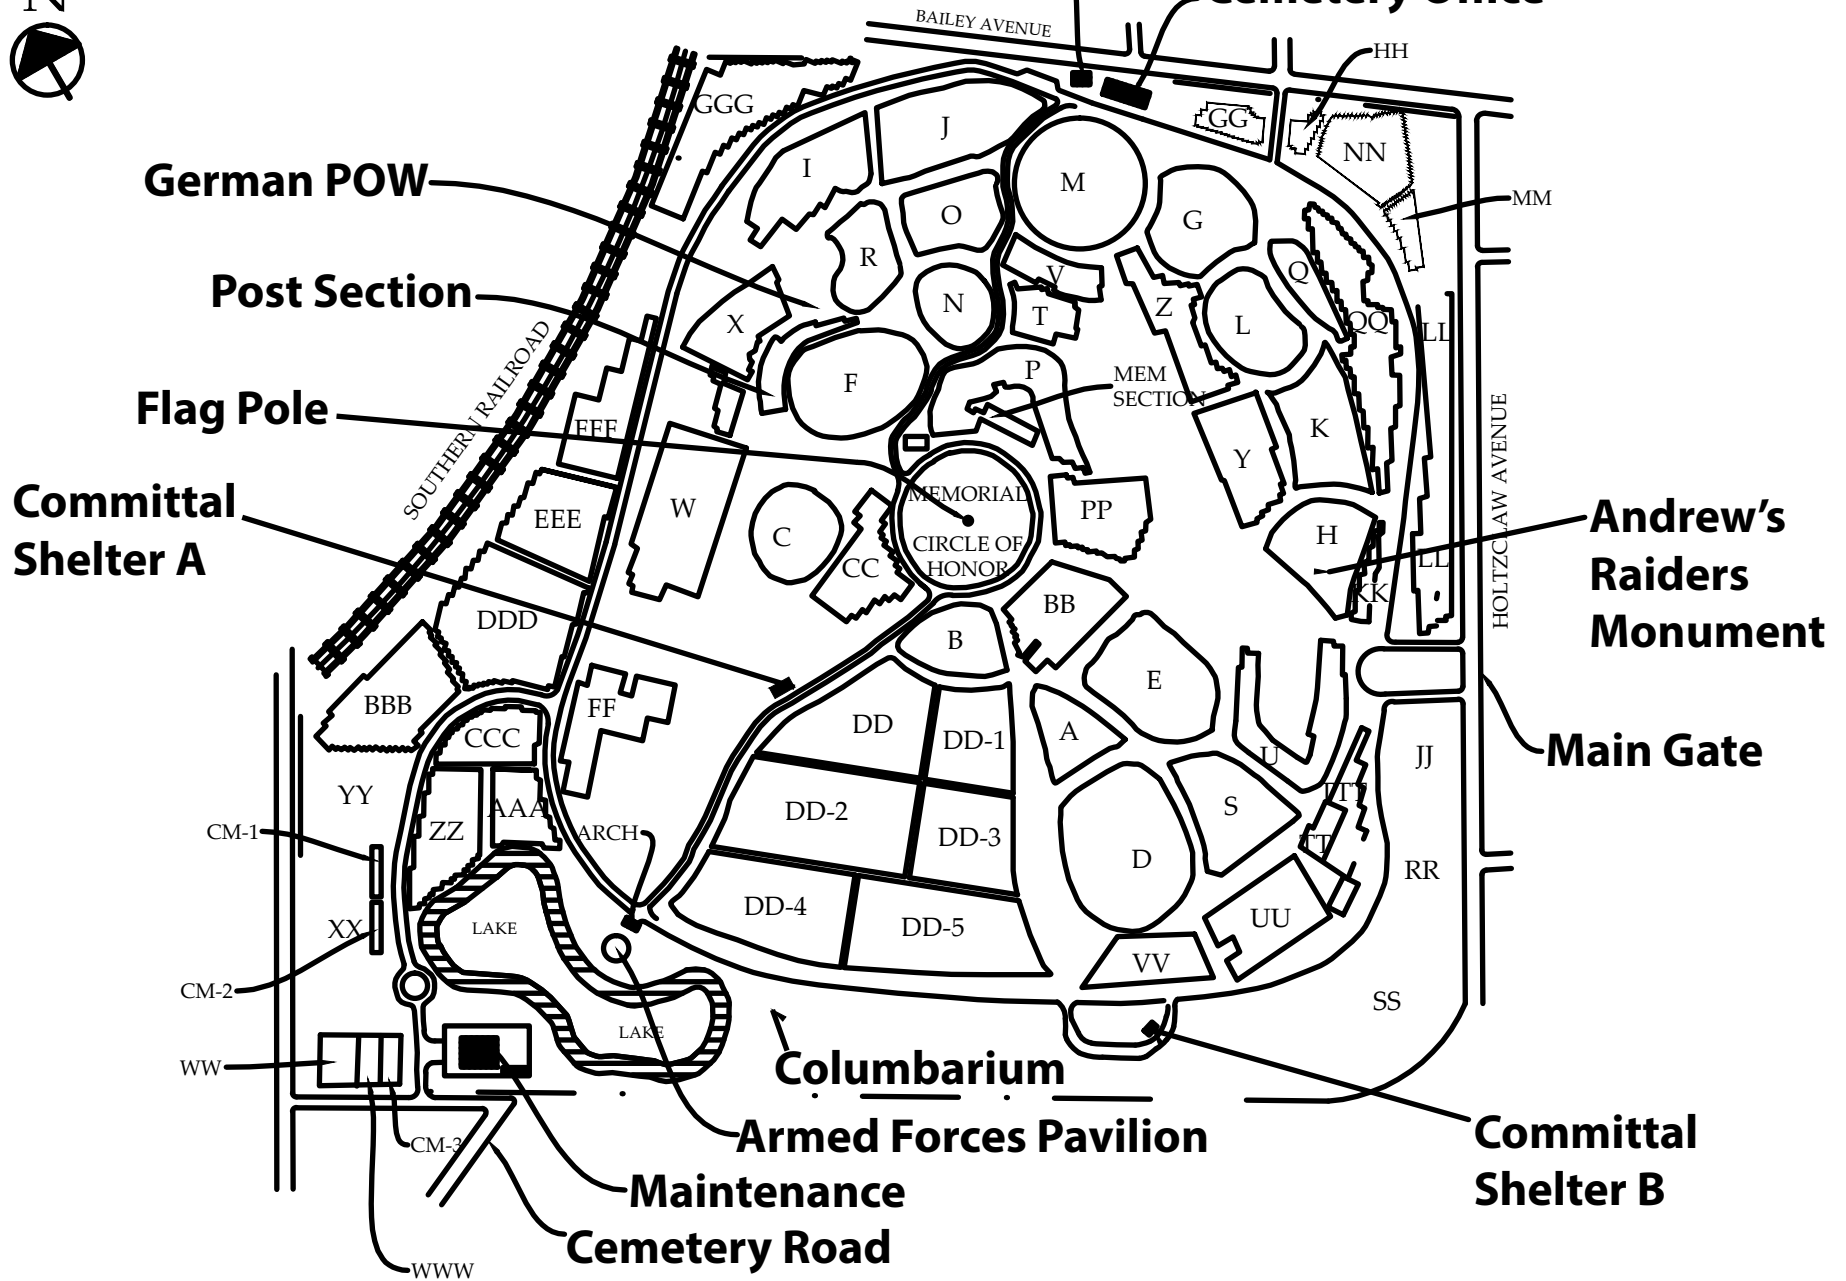 N
Cemetery Office
BAILEY AVENUE
HH
GGG
GG
J
NN
I
M
German POW
MM
O
G
R
V
Q
Post Section
N
Z
T
X
L
QQ
LL
SOUTHERN RAILROAD
P
F
MEM
SECTION
Flag Pole
FFF
K
HOLTZCLAW AVENUE
Y
MEMORIAL
Committal
Shelter A
W
PP
EEE
Andrew's
Raiders
Monument
C
H
CIRCLE OF
HONOR
CC
LL
KK
BB
DDD
B
E
BBB
FF
DD
A
DD-1
CCC
U
JJ
Main Gate
YY
TTT
AAA
DD-2
S
CM-1
ZZ
ARCH
DD-3
TT
D
RR
DD-4
UU
XX
LAKE
DD-5
VV
CM-2
SS
LAKE
WW
Columbarium
Armed Forces Pavilion
Committal
Shelter B
CM-3
Maintenance
Cemetery Road
WWW